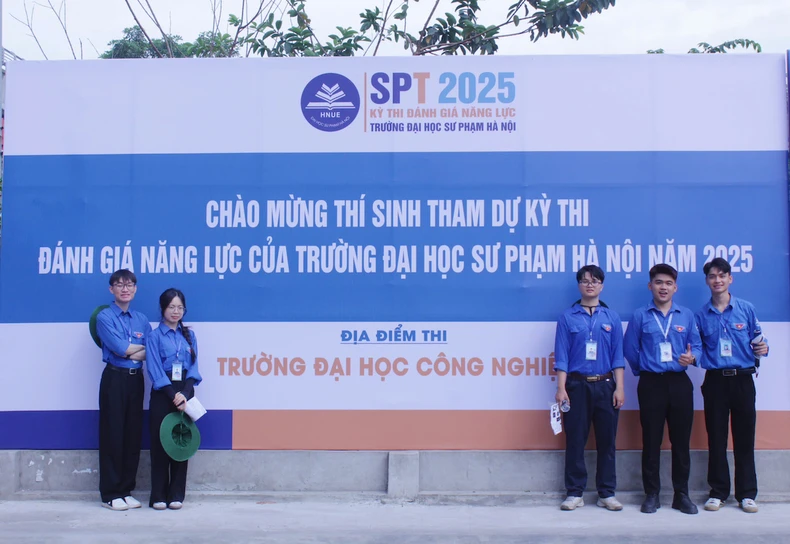 HNUE
SPT 2025
KỲ THI ĐÁNH GIÁ NĂNG LỰC
TRƯỜNG ĐẠI HỌC SƯ PHẠM HÀ NỘI
CHÀO MỪNG THÍ SINH THAM DỰ KỲ THI
ĐÁNH GIÁ NĂNG LỰC CỦA TRƯỜNG ĐẠI HỌC SƯ PHẠM HÀ NỘI NĂM 2025
ĐỊA ĐIỂM THI
TRƯỜNG ĐẠI HỌC CÔNG NGHIỆ